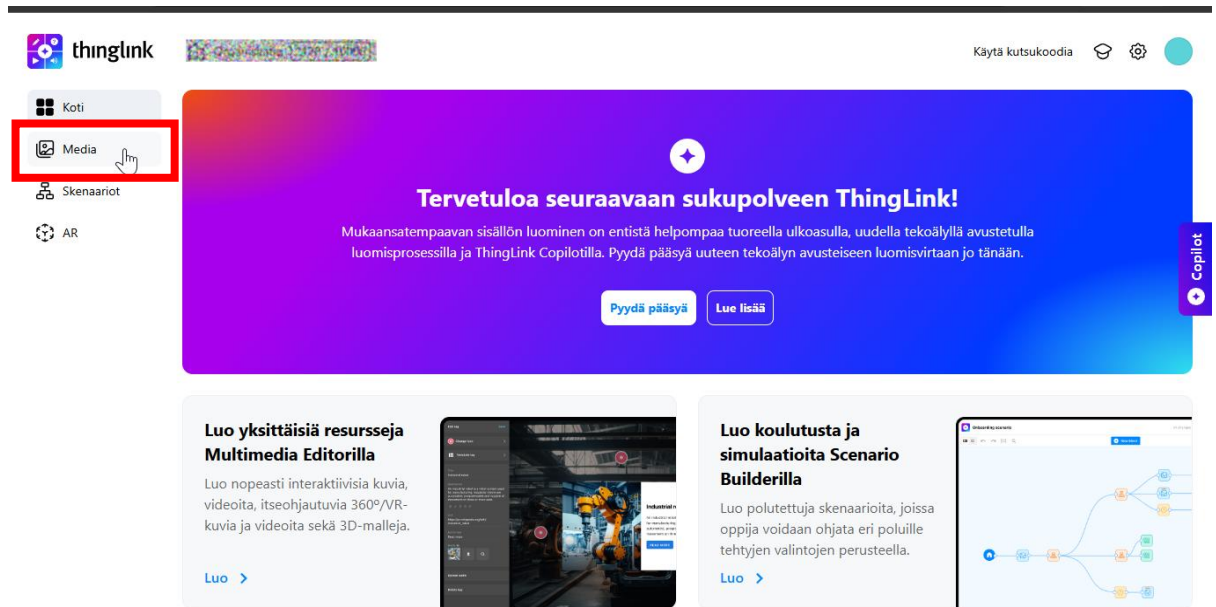 thinglink
Käytä kutsukoodia
Koti
Media
Skenaariot
AR
Tervetuloa seuraavaan sukupolveen ThingLink!
Mukaansatempaavan sisällön luominen on entistä helpompaa tuoreella ulkoasulla, uudella tekoälyllä avustetulla
luomisprosessilla ja ThingLink Copilotilla. Pyydä pääsyä uuteen tekoälyn avusteiseen luomisvirtaan jo tänään.
Pyydä pääsyä
Lue lisää
Copilot
Luo yksittäisiä resursseja
Multimedia Editorilla
Luo nopeasti interaktiivisia kuvia,
videoita, itseohjautuvia 360º/VR-
kuvia ja videoita sekä 3D-malleja.
Luo
Luo koulutusta ja
simulaatioita Scenario
Builderilla
Luo polutettuja skenaarioita, joissa
oppija voidaan ohjata eri poluille
tehtyjen valintojen perusteella.
Luo